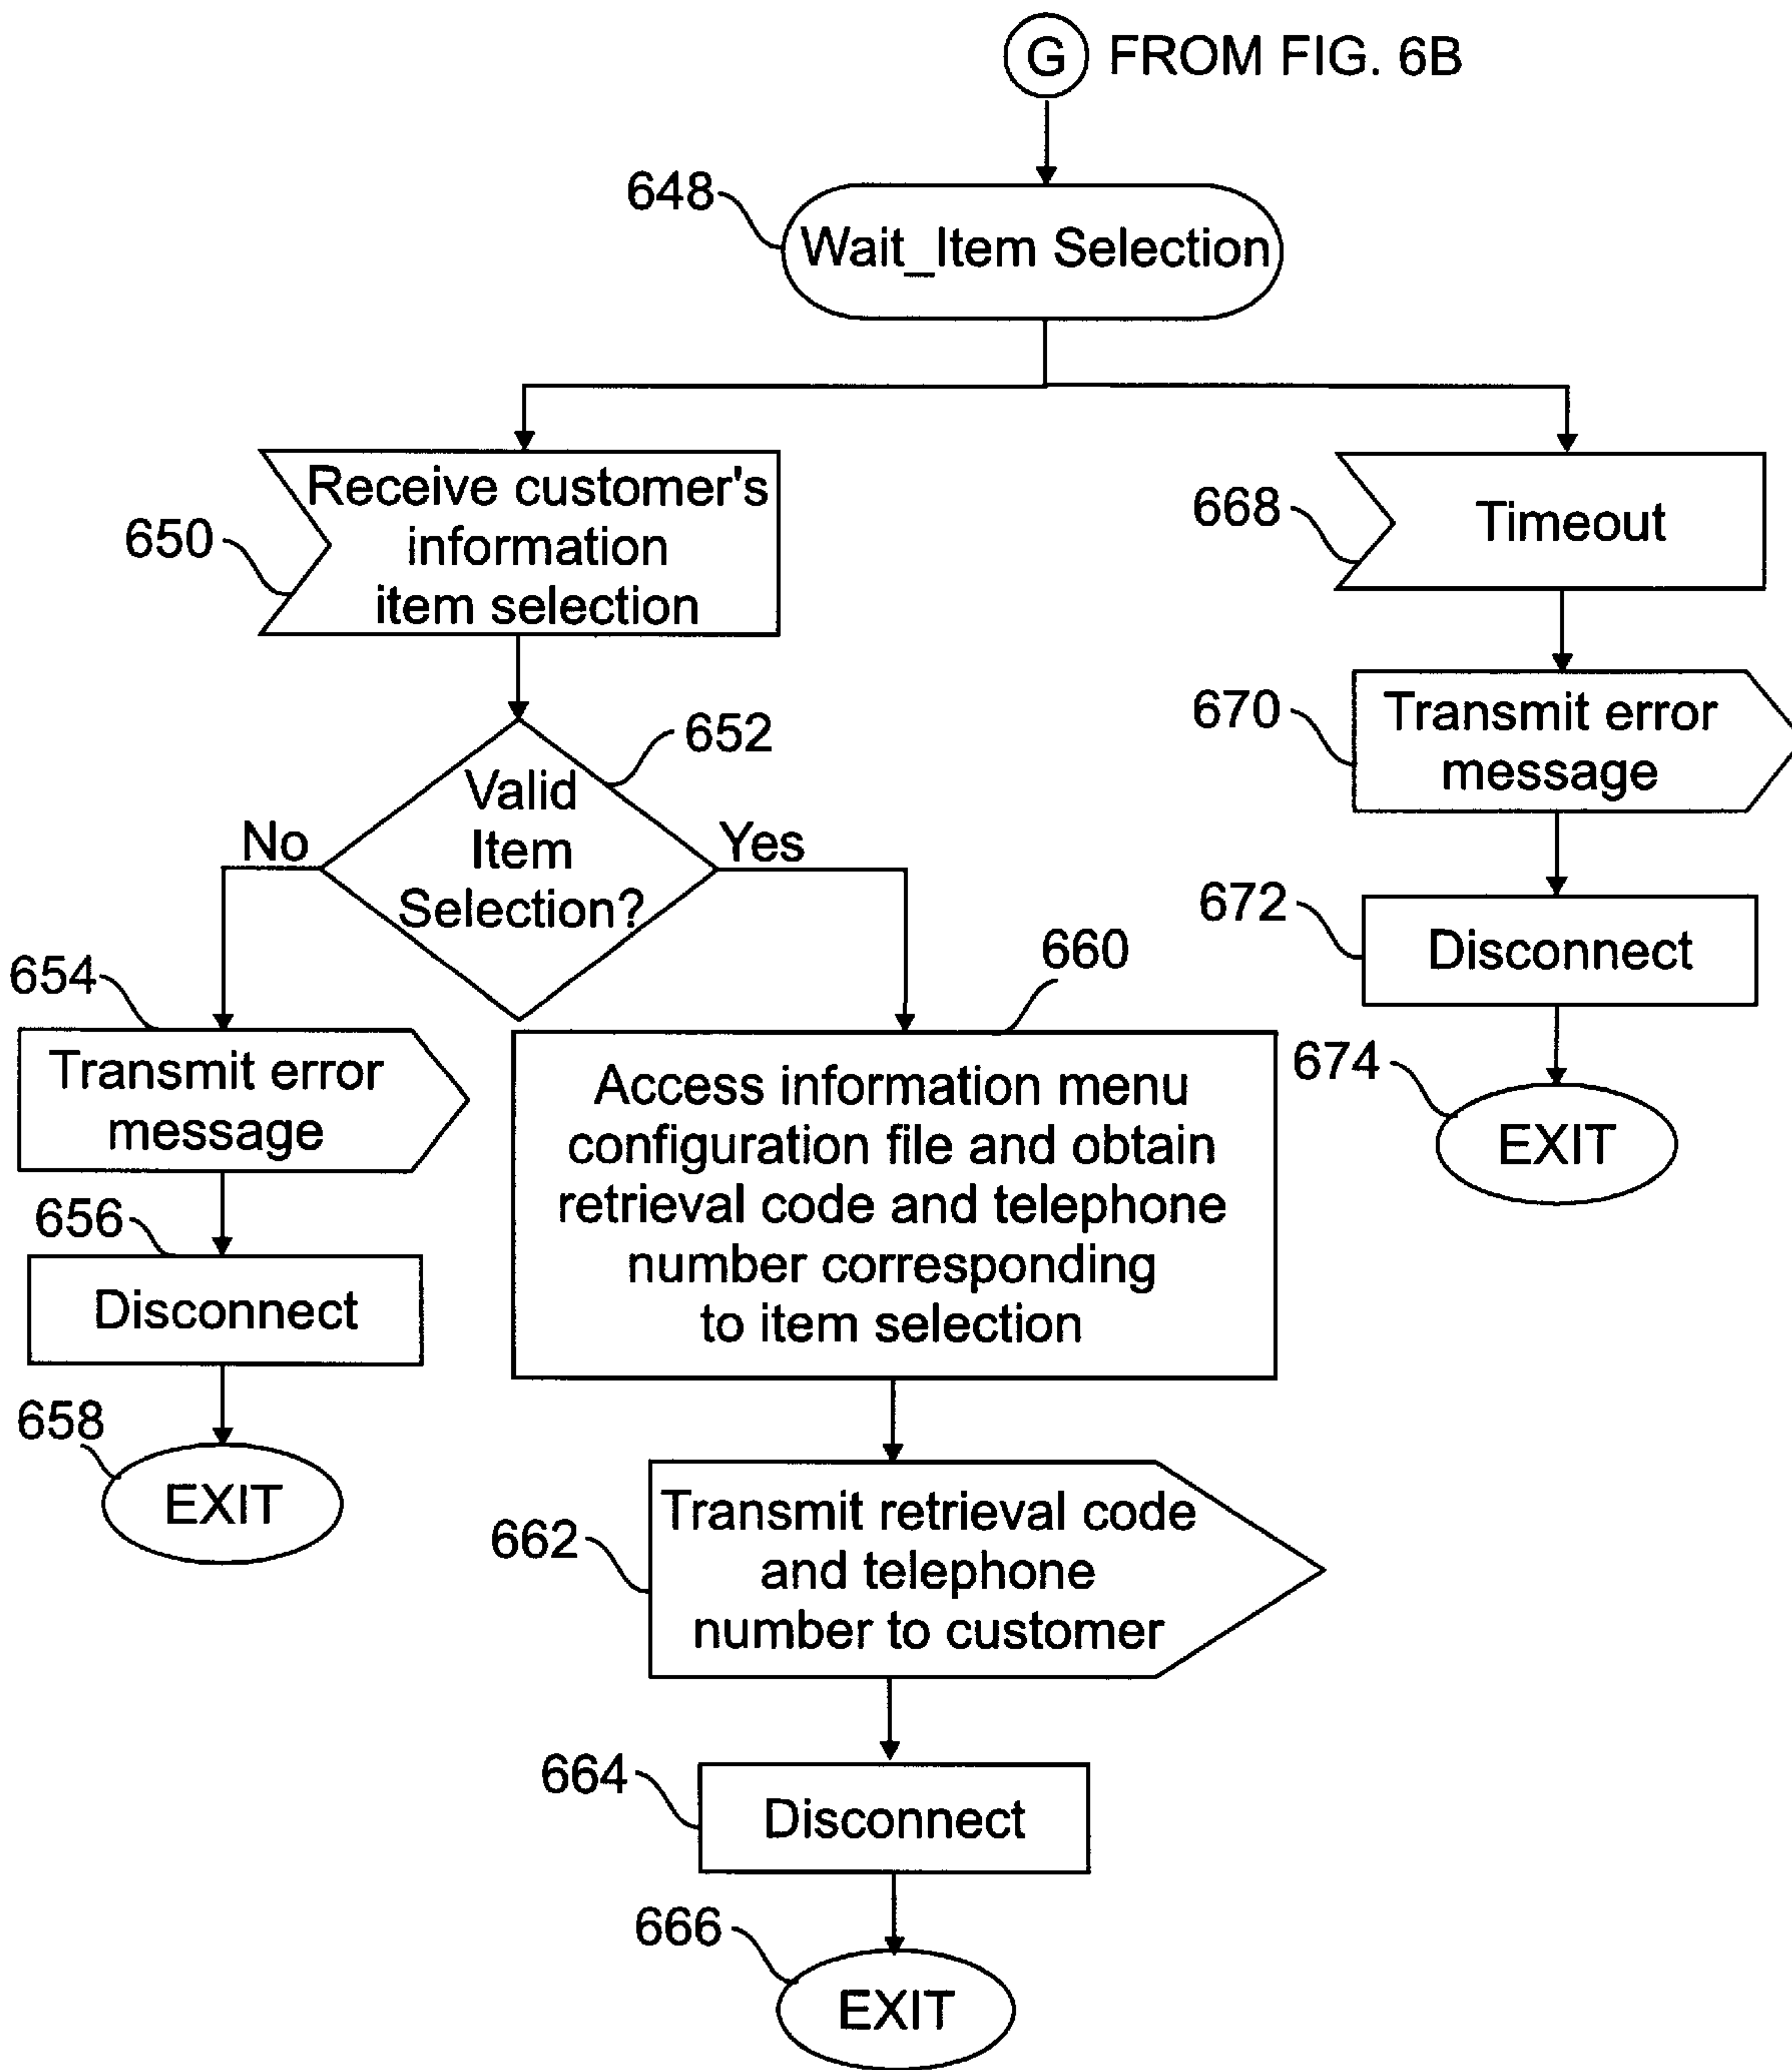 G FROM FIG. 6B
648
Wait_Item Selection
650
Receive customer's
information
item selection
652
Valid
Item
Selection?
No
Yes
654
Transmit error
message
656
Disconnect
658
EXIT
660
Access information menu
configuration file and obtain
retrieval code and telephone
number corresponding
to item selection
662
Transmit retrieval code
and telephone
number to customer
664
Disconnect
666
EXIT
668
Timeout
670
Transmit error
message
672
Disconnect
674
EXIT